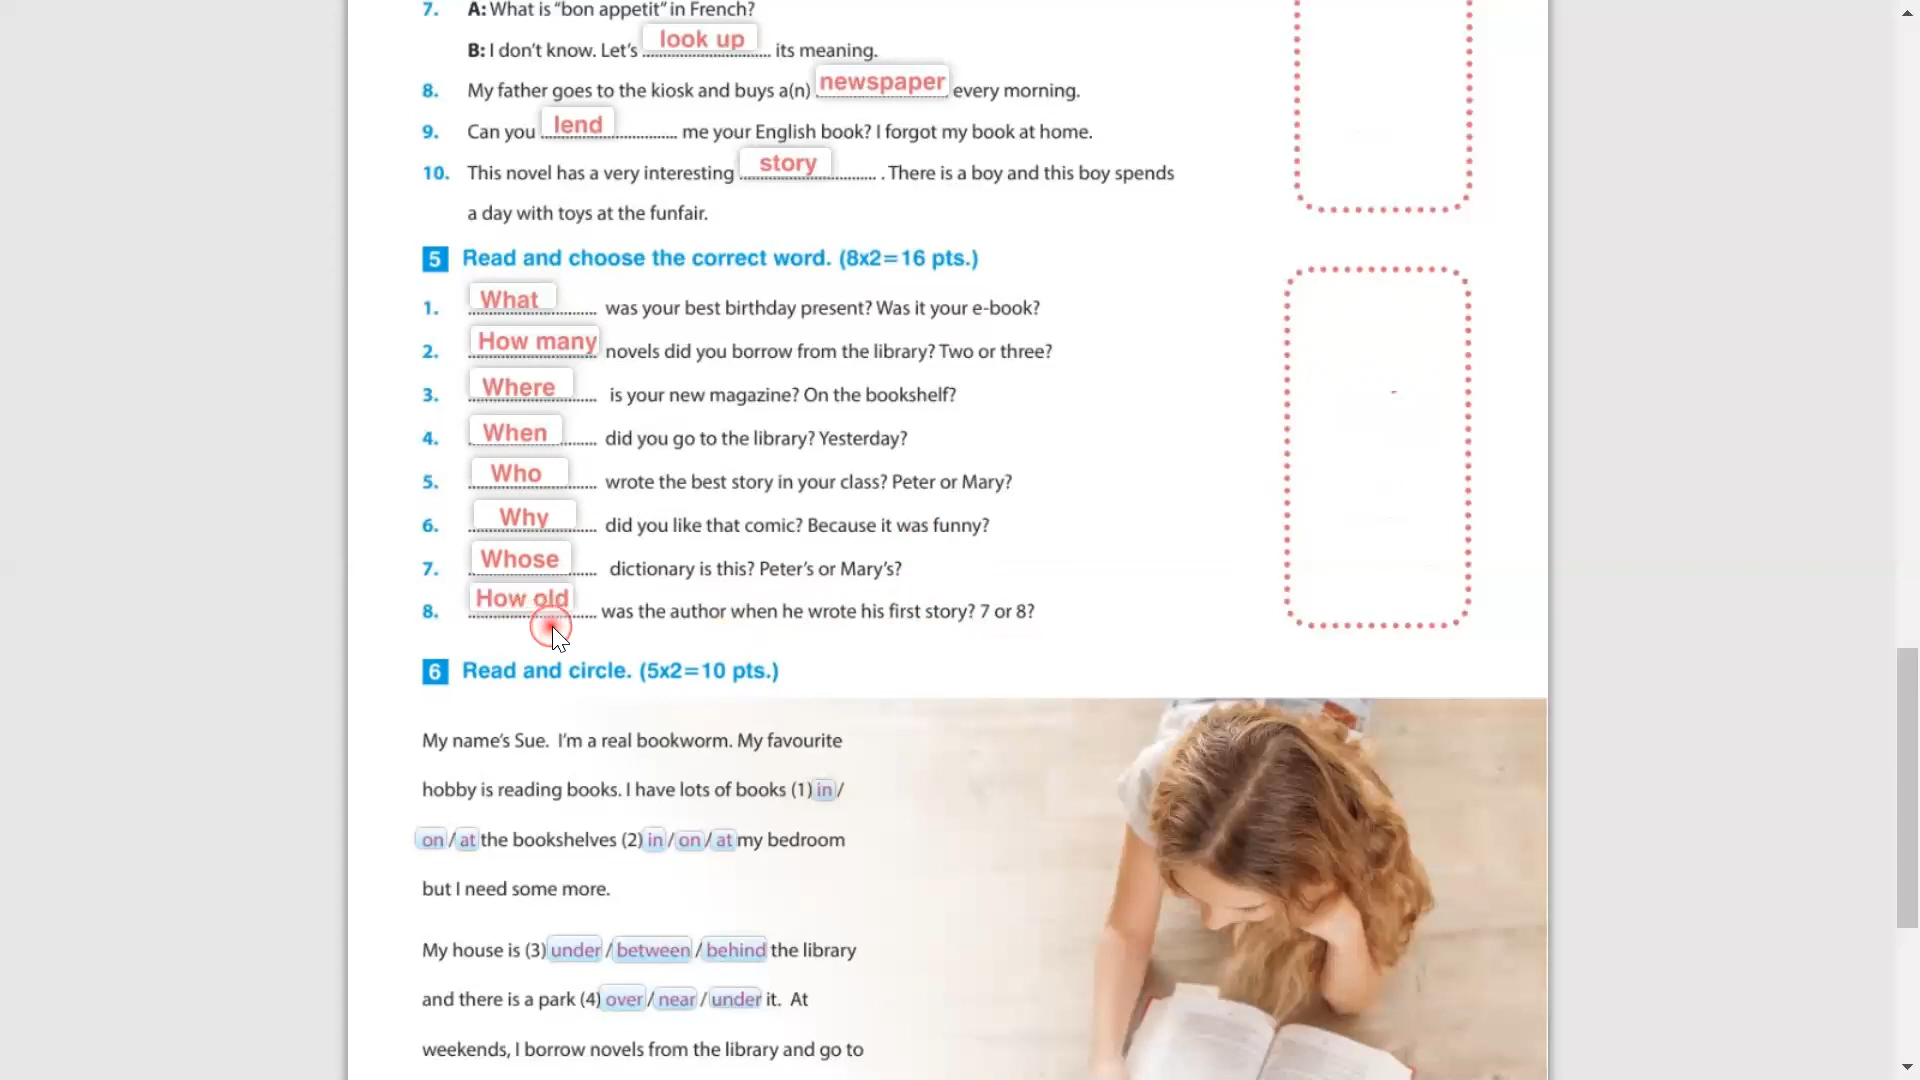 7. A: What is “bon appetit” in French?
B: I don’t know. Let’s look up its meaning.
8. My father goes to the kiosk and buys a(n) newspaper every morning.
9. Can you lend me your English book? I forgot my book at home.
10. This novel has a very interesting story . There is a boy and this boy spends
a day with toys at the funfair.
5 Read and choose the correct word. (8x2=16 pts.)
1. What was your best birthday present? Was it your e-book?
2. How many novels did you borrow from the library? Two or three?
3. Where is your new magazine? On the bookshelf?
4. When did you go to the library? Yesterday?
5. Who wrote the best story in your class? Peter or Mary?
6. Why did you like that comic? Because it was funny?
7. Whose dictionary is this? Peter’s or Mary’s?
8. How old was the author when he wrote his first story? 7 or 8?
6 Read and circle. (5x2=10 pts.)
My name’s Sue. I’m a real bookworm. My favourite
hobby is reading books. I have lots of books (1) in /
on / at the bookshelves (2) in / on / at my bedroom
but I need some more.
My house is (3) under / between / behind the library
and there is a park (4) over / near / under it. At
weekends, I borrow novels from the library and go to